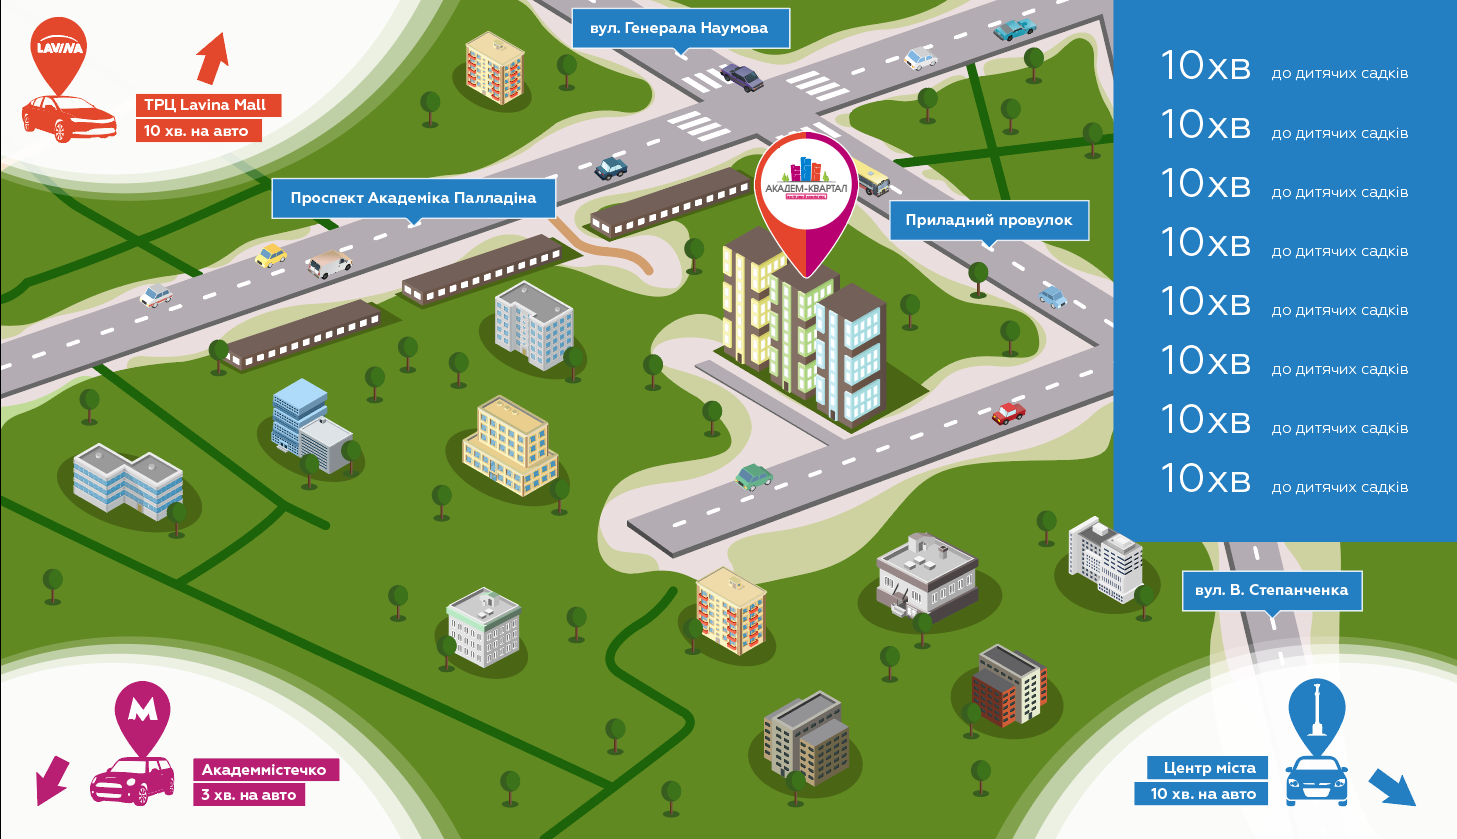 LAVINA
ТРЦ Lavina Mall
10 хв. на авто
вул. Генерала Наумова
Проспект Академіка Палладіна
АКАДЕМ-КВАРТАЛ
Приладний провулок
10хв до дитячих садків
10хв до дитячих садків
10хв до дитячих садків
10хв до дитячих садків
10хв до дитячих садків
10хв до дитячих садків
10хв до дитячих садків
10хв до дитячих садків
вул. В. Степанченка
М
Академмістечко
3 хв. на авто
Центр міста
10 хв. на авто